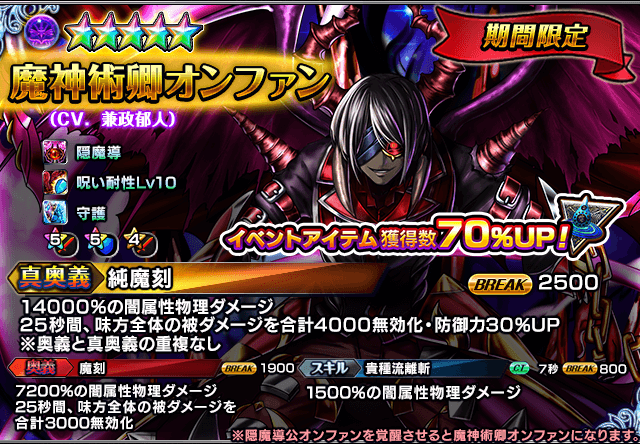 期間限定
魔神術卿オンファン
(CV. 兼政郁人)
隠魔導
呪い耐性Lv10
守護
5 5 4
イベントアイテム獲得数70%UP!
真奥義 純魔刻 BREAK 2500
14000%の闇属性物理ダメージ
25秒間、味方全体の被ダメージを合計4000無効化・防御力30%UP
※奥義と真奥義の重複なし
奥義 魔刻 BREAK 1900
7200%の闇属性物理ダメージ
25秒間、味方全体の被ダメージを
合計3000無効化
スキル 貴種流離斬 CT 7秒 BREAK 800
1500%の闇属性物理ダメージ
※隠魔導公オンファンを覚醒させると魔神術卿オンファンになります